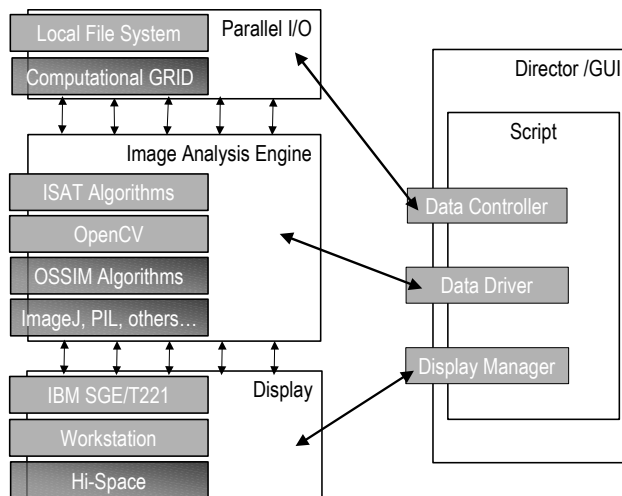 Parallel I/O
Local File System
Computational GRID
Image Analysis Engine
ISAT Algorithms
OpenCV
OSSIM Algorithms
ImageJ, PIL, others…
Display
IBM SGE/T221
Workstation
Hi-Space
Director /GUI
Script
Data Controller
Data Driver
Display Manager